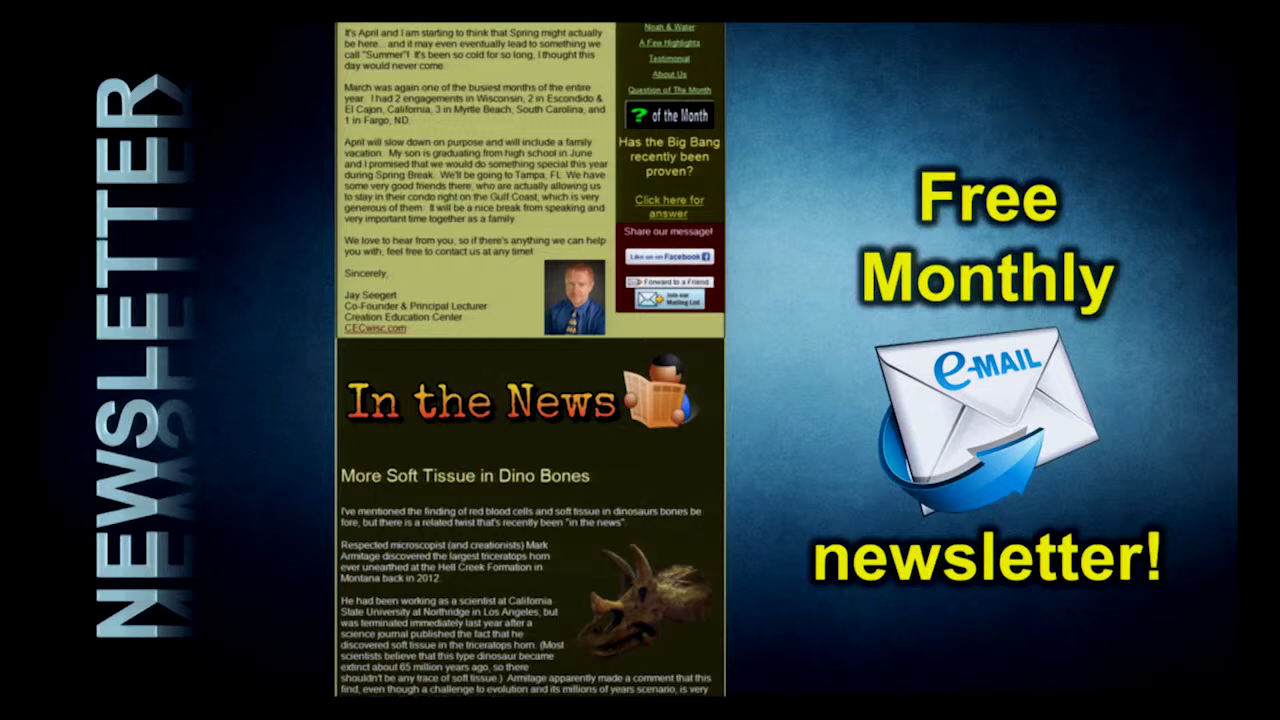 NEWSLETTER
It's April and I am starting to think that Spring might actually
be here... and it may even eventually lead to something we
call "Summer"! It's been so cold for so long, I thought this
day would never come.
March was again one of the busiest months of the entire
year. I had 2 engagements in Wisconsin, 2 in Escondido &
El Cajon, California, 3 in Myrtle Beach, South Carolina, and
1 in Fargo, ND.
April will slow down on purpose and will include a family
vacation. My son is graduating from high school in June
and I promised that we would do something special this year
during Spring Break. We'll be going to Tampa, FL. We have
some very good friends there, who are actually allowing us
to stay in their condo right on the Gulf Coast, which is very
generous of them. It will be a nice break from speaking and
very important time together as a family.
We love to hear from you, so if there's anything we can help
you with, feel free to contact us at any time!
Sincerely,
Jay Seegert
Co-Founder & Principal Lecturer
Creation Education Center
CECwisc.com
Noah & Water
A Few Highlights
Testimonial
About Us
Question of The Month
? of the Month
Has the Big Bang
recently been
proven?
Click here for
answer
Share our message!
Like us on Facebook f
Forward to a Friend
Join our
Mailing List
In the News
More Soft Tissue in Dino Bones
I've mentioned the finding of red blood cells and soft tissue in dinosaurs bones be
fore, but there is a related twist that's recently been "in the news".
Respected microscopist (and creationists) Mark
Armitage discovered the largest triceratops horn
ever unearthed at the Hell Creek Formation in
Montana back in 2012.
He had been working as a scientist at California
State University at Northridge in Los Angeles, but
was terminated immediately last year after a
science journal published the fact that he
discovered soft tissue in the triceratops horn. (Most
scientists believe that this type dinosaur became
extinct about 65 million years ago, so there
shouldn't be any trace of soft tissue.) Armitage apparently made a comment that this
find, even though a challenge to evolution and its millions of years scenario, is very
Free
Monthly
e-MAIL
newsletter!